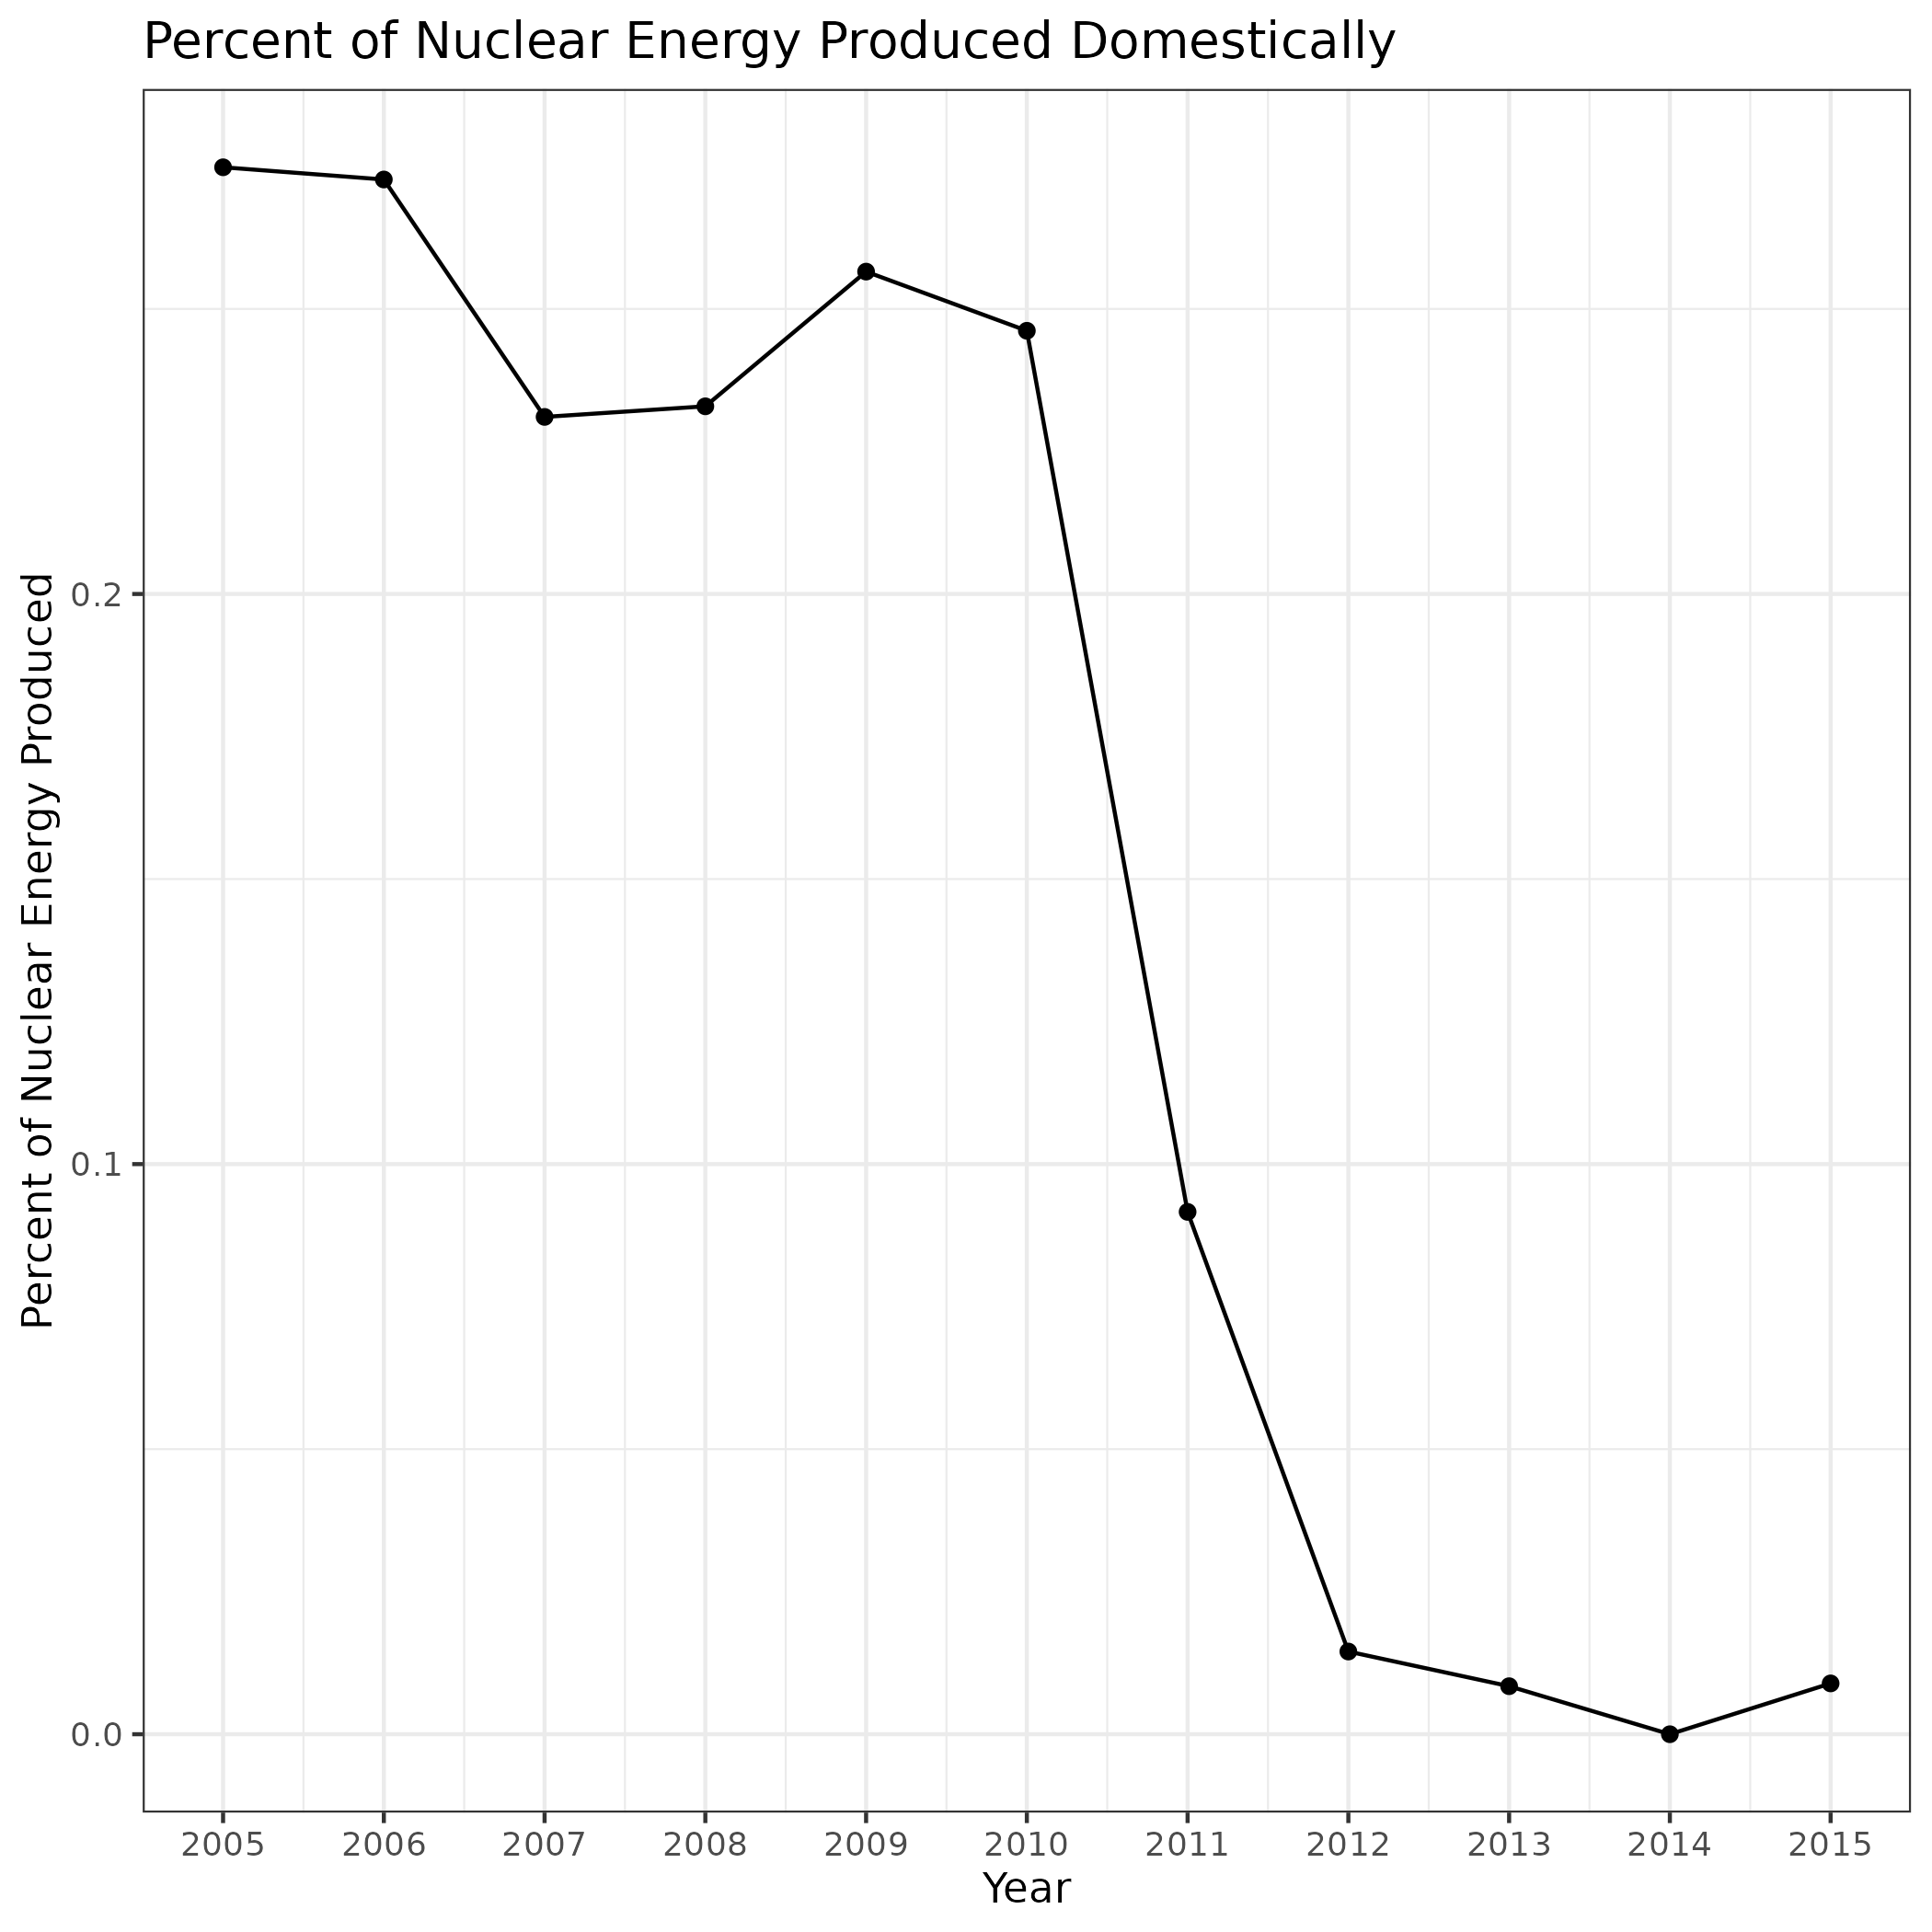 Percent of Nuclear Energy Produced Domestically
Percent of Nuclear Energy Produced
0.2
0.1
0.0
2005 2006 2007 2008 2009 2010 2011 2012 2013 2014 2015
Year